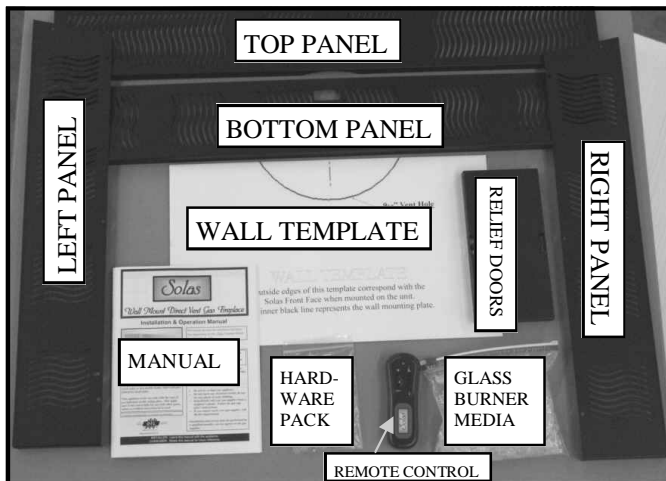 TOP PANEL
BOTTOM PANEL
LEFT PANEL
RIGHT PANEL
Vent Hole
WALL TEMPLATE
RELIEF DOORS
WALL TEMPLATE
outside edges of this template correspond with the
Solas Front Face when mounted on the unit.
inner black line represents the wall mounting plate.
Solas
Wall Mount Direct Vent Gas Fireplace
Installation & Operation Manual
MANUAL
HARD-
WARE
PACK
GLASS
BURNER
MEDIA
REMOTE CONTROL